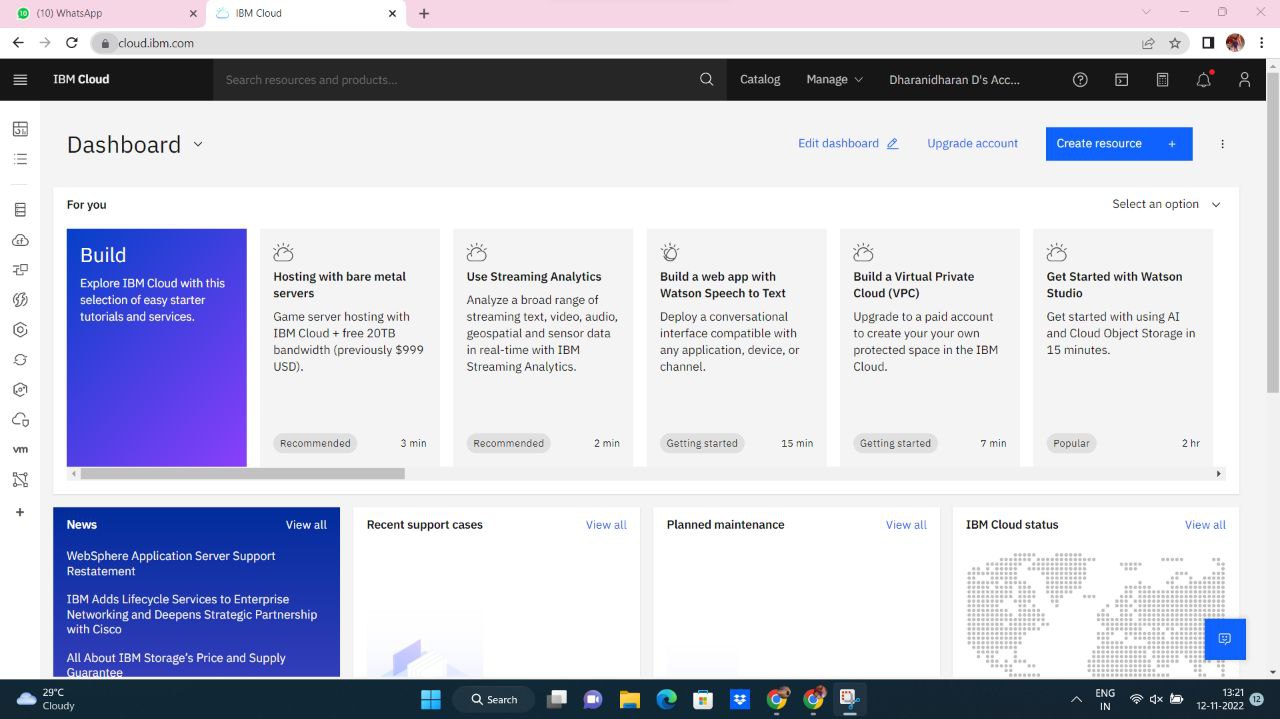 (10) WhatsApp
IBM Cloud
cloud.ibm.com
IBM Cloud
Search resources and products...
Catalog
Manage
Dharanidharan D's Acc...
Dashboard
Edit dashboard
Upgrade account
Create resource +
For you
Select an option
Build
Explore IBM Cloud with this
selection of easy starter
tutorials and services.
Hosting with bare metal
servers
Game server hosting with
IBM Cloud + free 20TB
bandwidth (previously $999
USD).
Recommended
3 min
Use Streaming Analytics
Analyze a broad range of
streaming text, video, audio,
geospatial and sensor data
in real-time with IBM
Streaming Analytics.
Recommended
2 min
Build a web app with
Watson Speech to Text
Deploy a conversational
interface compatible with
any application, device, or
channel.
Getting started
15 min
Build a Virtual Private
Cloud (VPC)
Upgrade to a paid account
to create your your own
protected space in the IBM
Cloud.
Getting started
7 min
Get Started with Watson
Studio
Get started with using AI
and Cloud Object Storage in
15 minutes.
Popular
2 hr
vm
News
View all
WebSphere Application Server Support
Restatement
IBM Adds Lifecycle Services to Enterprise
Networking and Deepens Strategic Partnership
with Cisco
All About IBM Storage's Price and Supply
Guarantee
Recent support cases
View all
Planned maintenance
View all
IBM Cloud status
View all
29°C
Cloudy
Search
ENG
IN
13:21
12-11-2022
12